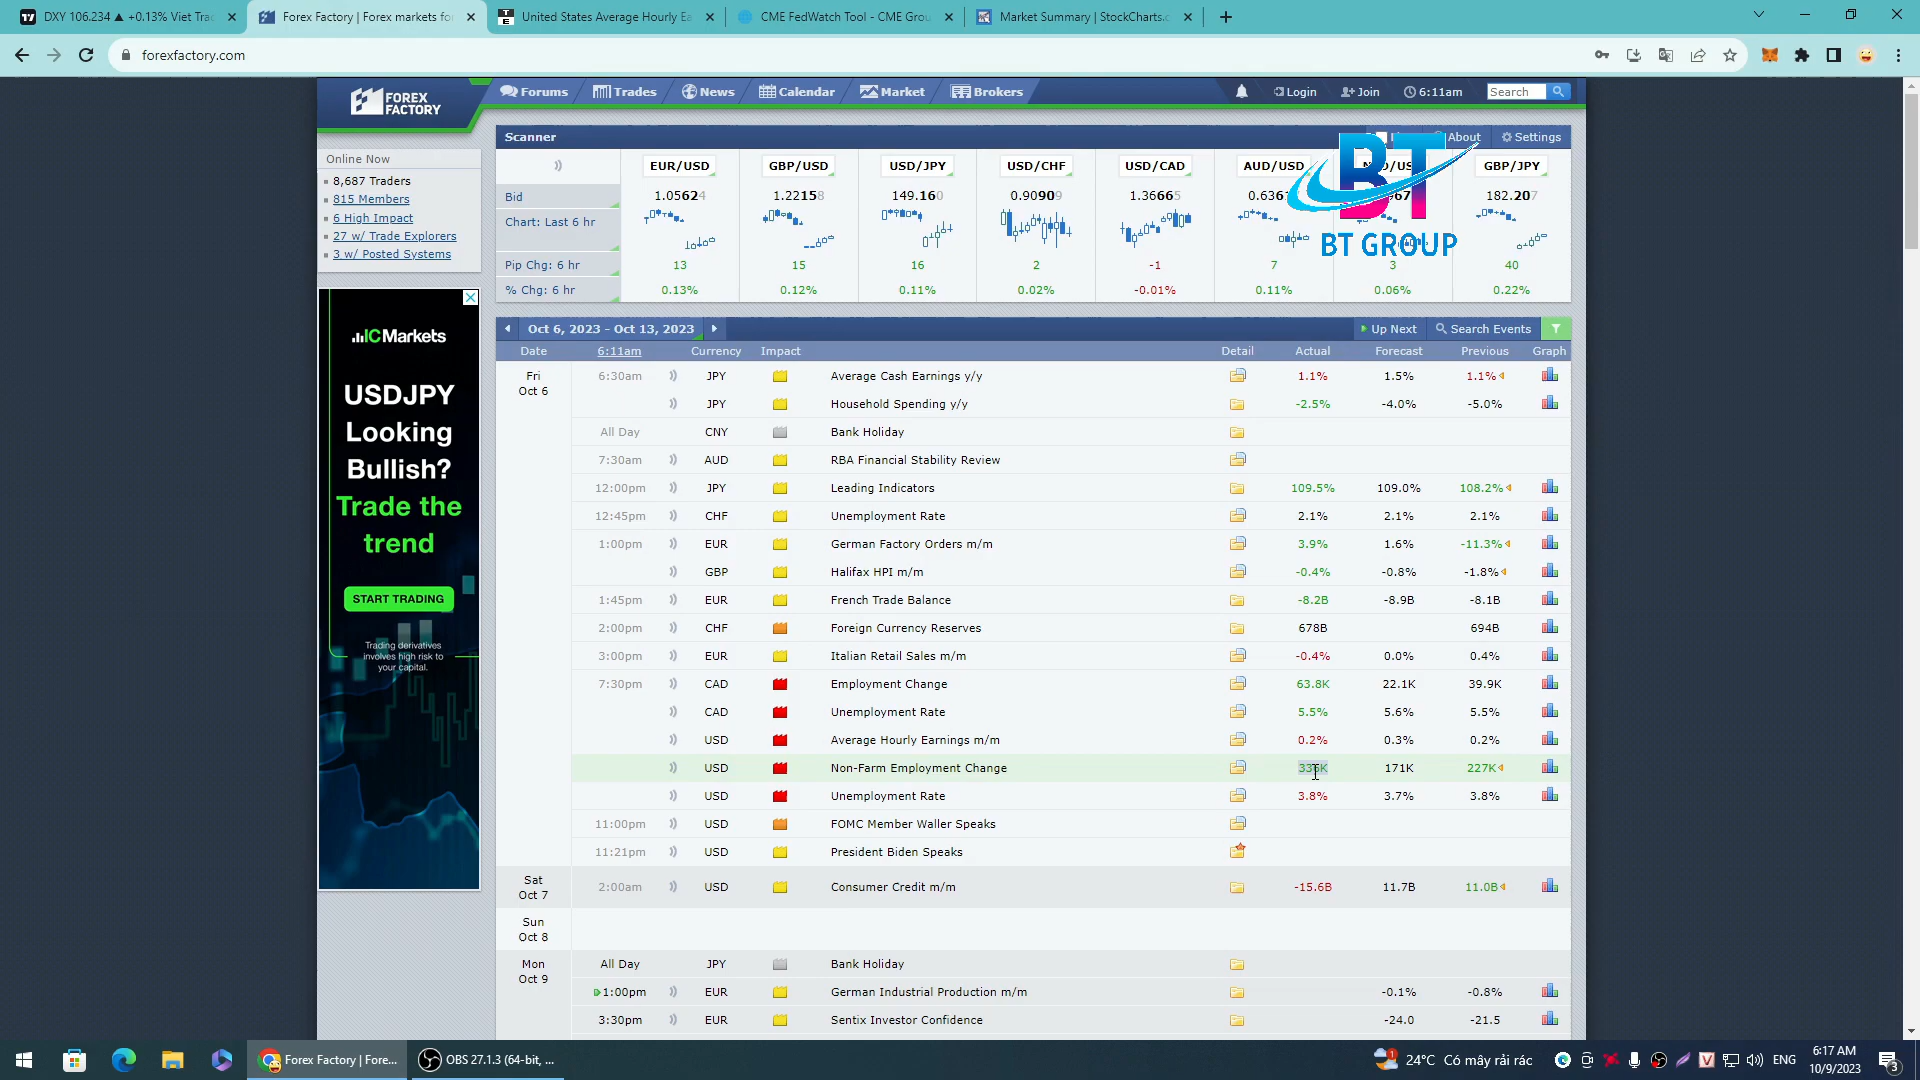 DXY 106.234 ▲ +0.13% Viet Tra
Forex Factory | Forex markets fo
United States Average Hourly Ea
CME FedWatch Tool - CME Grou
Market Summary | StockCharts.c
forexfactory.com
FOREX FACTORY
Forums Trades News Calendar Market Brokers
Login Join 6:11am Search
Online Now
8,687 Traders
815 Members
6 High Impact
27 w/ Trade Explorers
3 w/ Posted Systems
ICMarkets
USDJPY
Looking
Bullish?
Trade the
trend
START TRADING
Trading derivatives
involves high risk to
your capital.
Scanner About Settings
EUR/USD GBP/USD USD/JPY USD/CHF USD/CAD AUD/USD GBP/JPY
Bid 1.05624 1.22158 149.160 0.90909 1.36665 0.636 182.207
Chart: Last 6 hr
BT
BT GROUP
Pip Chg: 6 hr 13 15 16 2 -1 7 3 40
% Chg: 6 hr 0.13% 0.12% 0.11% 0.02% -0.01% 0.11% 0.06% 0.22%
Oct 6, 2023 - Oct 13, 2023 Up Next Search Events
Date 6:11am Currency Impact Detail Actual Forecast Previous Graph
Fri
Oct 6
6:30am JPY Average Cash Earnings y/y 1.1% 1.5% 1.1%
JPY Household Spending y/y -2.5% -4.0% -5.0%
All Day CNY Bank Holiday
7:30am AUD RBA Financial Stability Review
12:00pm JPY Leading Indicators 109.5% 109.0% 108.2%
12:45pm CHF Unemployment Rate 2.1% 2.1% 2.1%
1:00pm EUR German Factory Orders m/m 3.9% 1.6% -11.3%
GBP Halifax HPI m/m -0.4% -0.8% -1.8%
1:45pm EUR French Trade Balance -8.2B -8.9B -8.1B
2:00pm CHF Foreign Currency Reserves 678B 694B
3:00pm EUR Italian Retail Sales m/m -0.4% 0.0% 0.4%
7:30pm CAD Employment Change 63.8K 22.1K 39.9K
CAD Unemployment Rate 5.5% 5.6% 5.5%
USD Average Hourly Earnings m/m 0.2% 0.3% 0.2%
USD Non-Farm Employment Change 336K 171K 227K
USD Unemployment Rate 3.8% 3.7% 3.8%
11:00pm USD FOMC Member Waller Speaks
11:21pm USD President Biden Speaks
Sat
Oct 7
2:00am USD Consumer Credit m/m -15.6B 11.7B 11.0B
Sun
Oct 8
Mon
Oct 9
All Day JPY Bank Holiday
1:00pm EUR German Industrial Production m/m -0.1% -0.8%
3:30pm EUR Sentix Investor Confidence -24.0 -21.5
Forex Factory | Fore...
OBS 27.1.3 (64-bit, ...
24°C Có mây rải rác
ENG
6:17 AM
10/9/2023
3